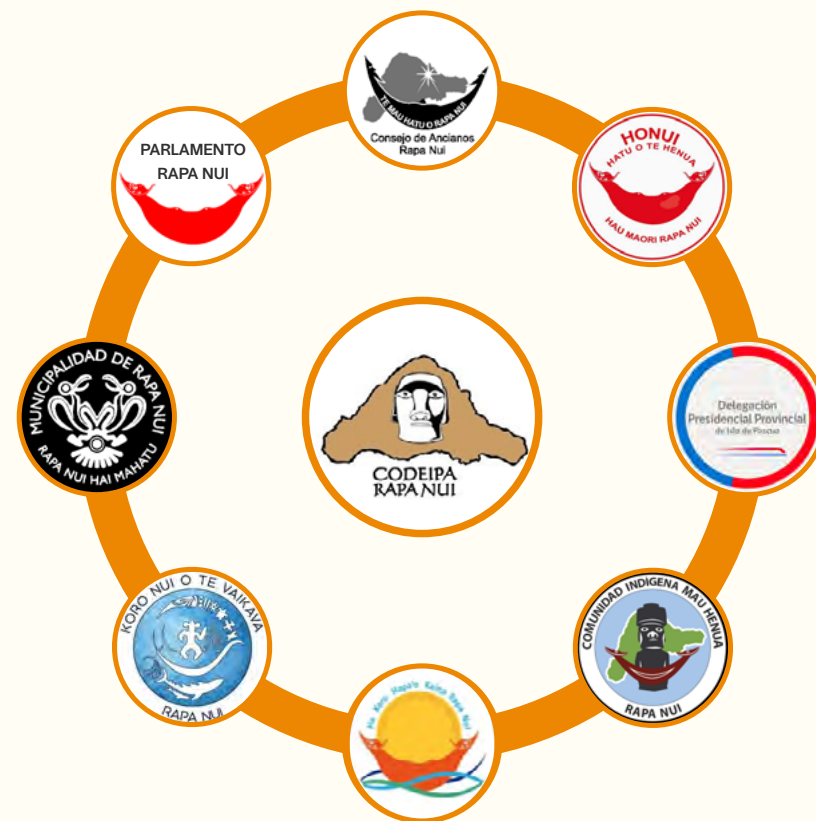 TE MAU HATU O RAPA NUI
Consejo de Ancianos
Rapa Nui
HONUI
HATU O TE HENUA
HAU MAORI RAPA NUI
Delegación
Presidencial Provincial
de Isla de Pascua
COMUNIDAD INDIGENA MAU HENUA
RAPA NUI
Rapa Nui
KORO NUI O TE VAIKAVA
RAPA NUI
MUNICIPALIDAD DE RAPA NUI
RAPA NUI HAI MAHATU
PARLAMENTO
RAPA NUI
CODEIPA
RAPA NUI